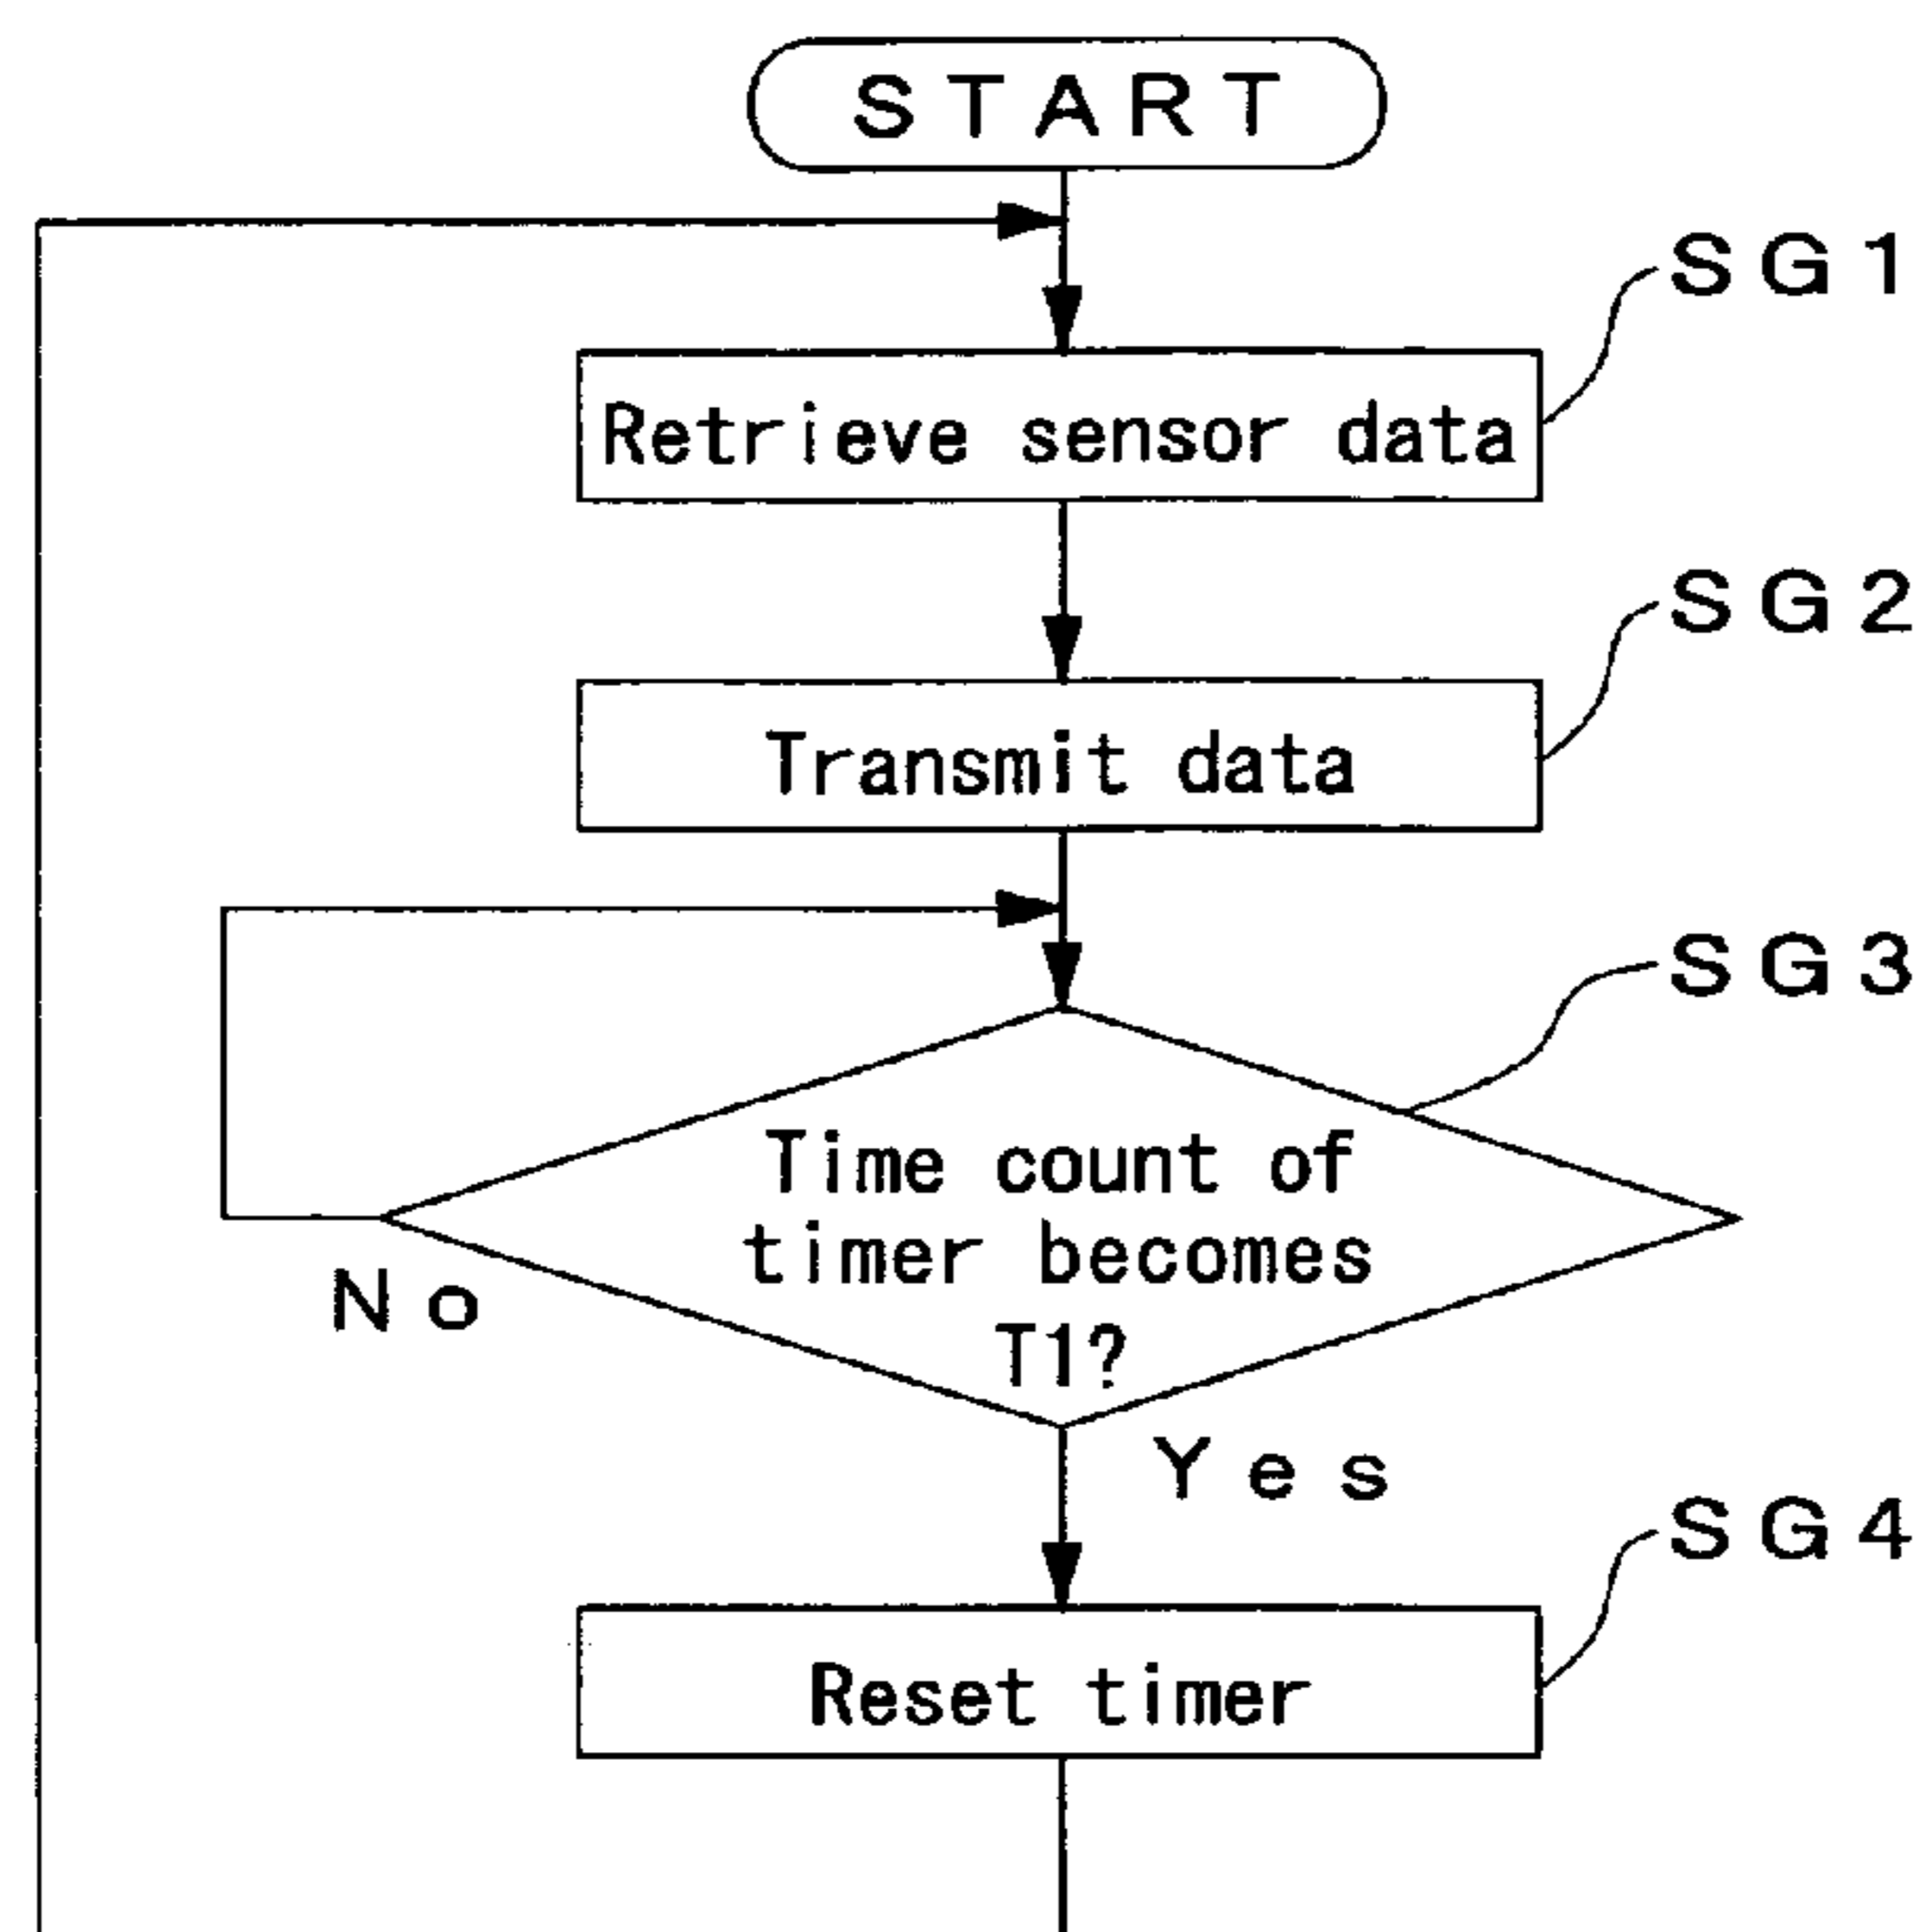 START
SG1
Retrieve sensor data
SG2
Transmit data
SG3
Time count of
timer becomes
T1?
No
Yes
SG4
Reset timer